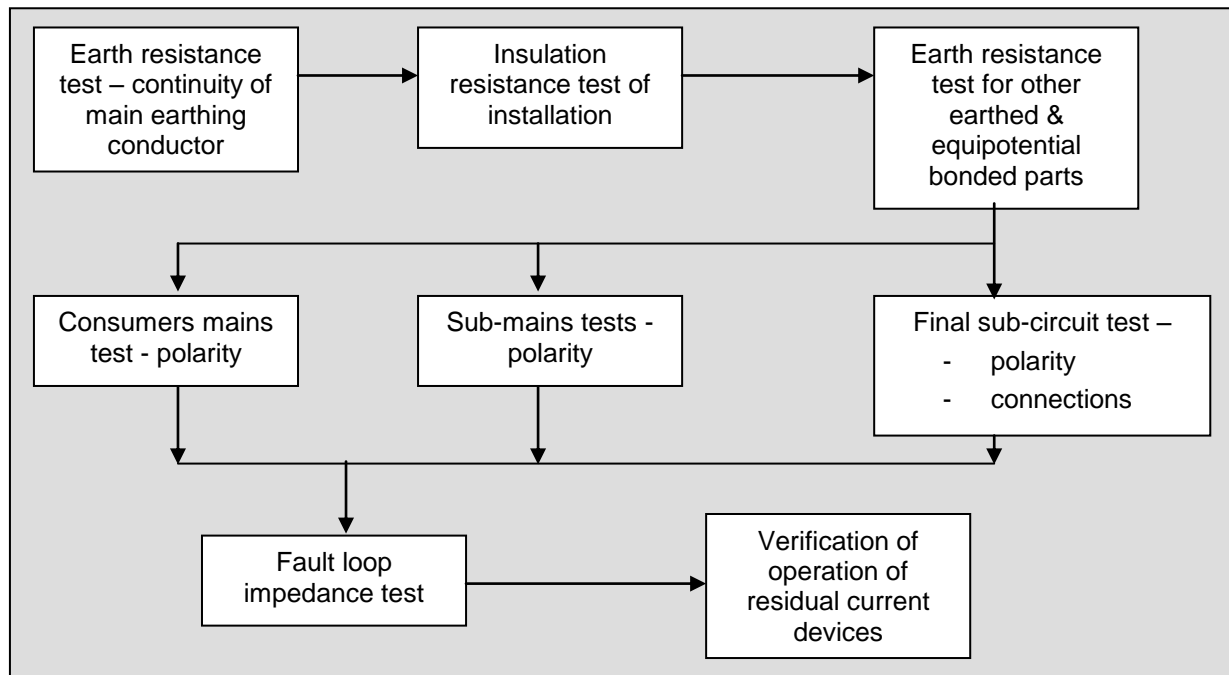 Earth resistance
test – continuity of
main earthing
conductor
Insulation
resistance test of
installation
Earth resistance
test for other
earthed &
equipotential
bonded parts
Consumers mains
test - polarity
Sub-mains tests -
polarity
Final sub-circuit test –
- polarity
- connections
Fault loop
impedance test
Verification of
operation of
residual current
devices